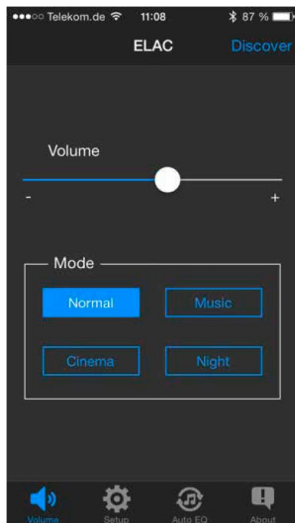 Telekom.de 11:08 87 %
ELAC Discover
Volume
- +
Mode
Normal Music
Cinema Night
Volume Setup Auto EQ About